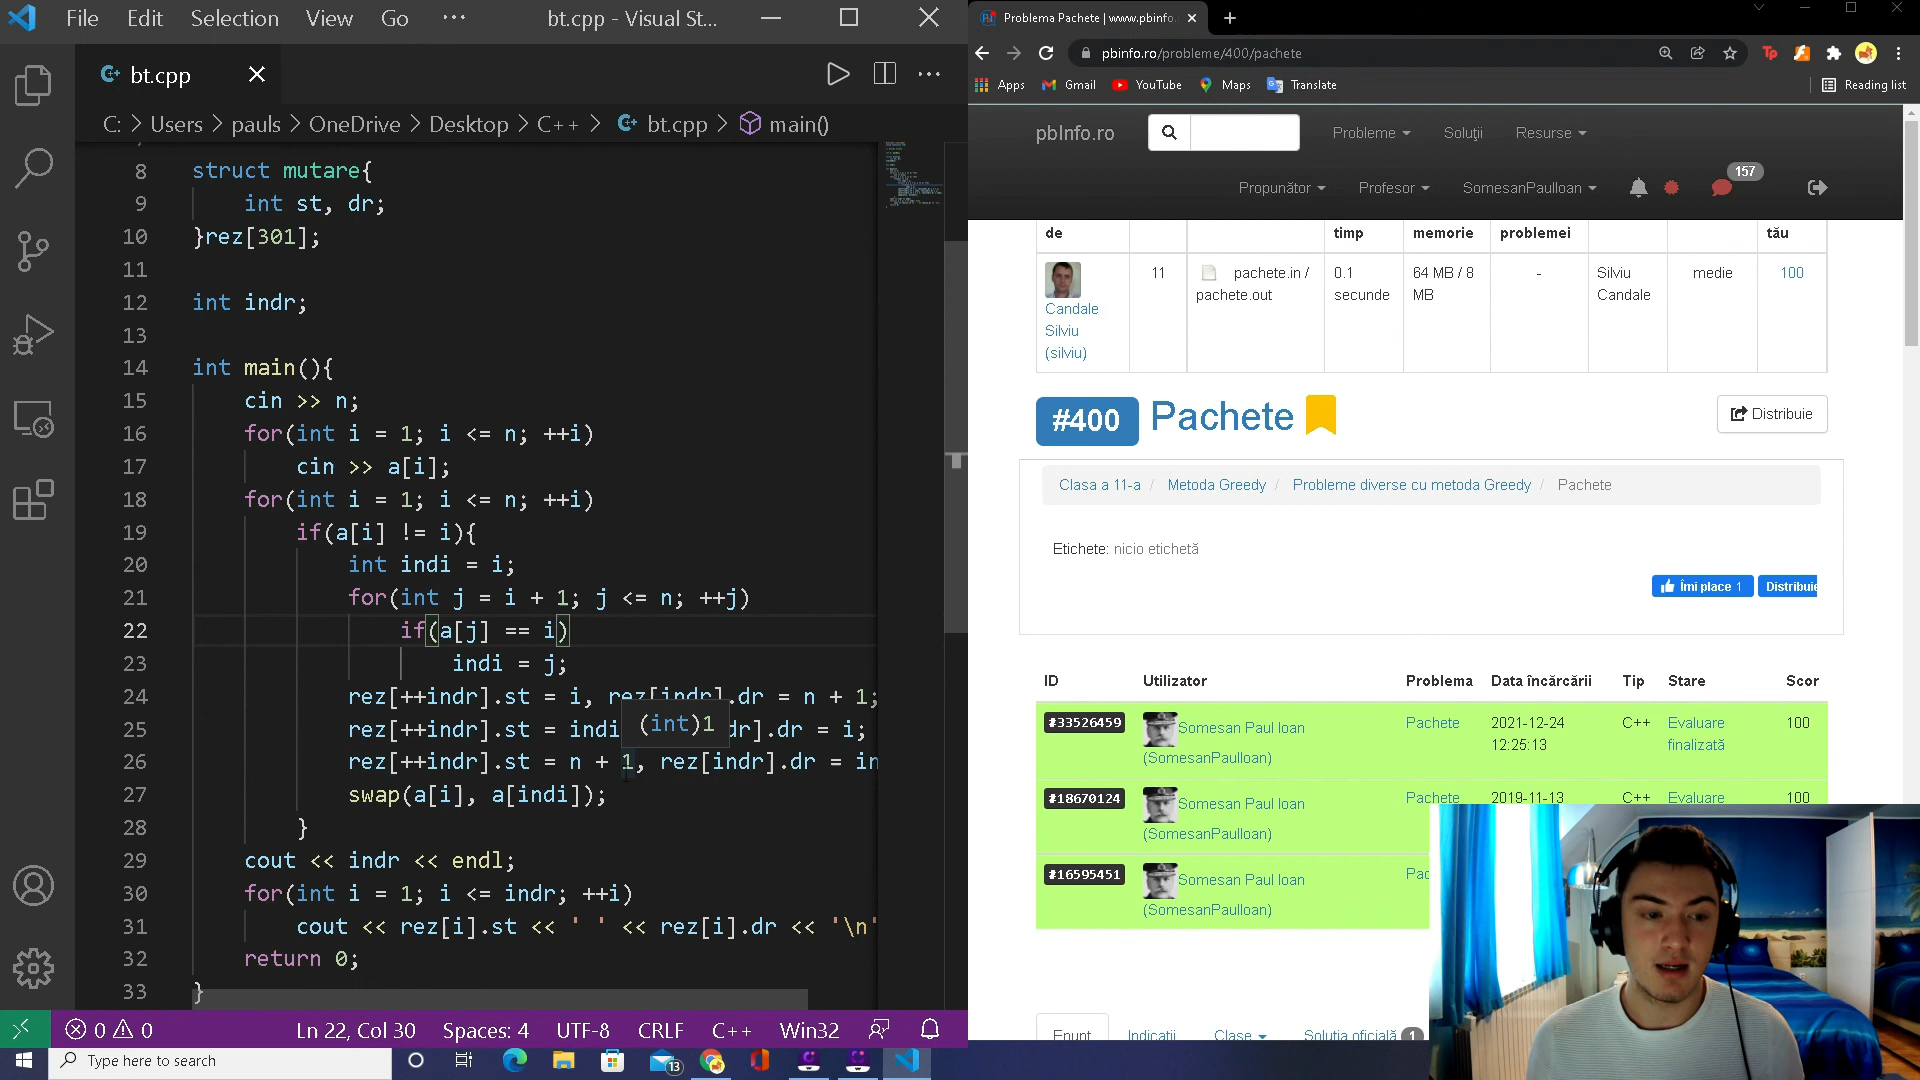 File Edit Selection View Go ··· bt.cpp - Visual St...
bt.cpp
C: > Users > pauls > OneDrive > Desktop > C++ > bt.cpp > main()
8 struct mutare{
9 int st, dr;
10 }rez[301];
11
12 int indr;
13
14 int main(){
15 cin >> n;
16 for(int i = 1; i <= n; ++i)
17 cin >> a[i];
18 for(int i = 1; i <= n; ++i)
19 if(a[i] != i){
20 int indi = i;
21 for(int j = i + 1; j <= n; ++j)
22 if(a[j] == i)
23 indi = j;
24 rez[++indr].st = i, rez[indr].dr = n + 1;
25 rez[++indr].st = indi dr].dr = i;
(int)1
26 rez[++indr].st = n + 1, rez[indr].dr = in
27 swap(a[i], a[indi]);
28 }
29 cout << indr << endl;
30 for(int i = 1; i <= indr; ++i)
31 cout << rez[i].st << ' ' << rez[i].dr << '\n'
32 return 0;
33 }
0 0 Ln 22, Col 30 Spaces: 4 UTF-8 CRLF C++ Win32
Type here to search
13
Problema Pachete | www.pbinfo.
pbinfo.ro/probleme/400/pachete
Tp
Apps Gmail YouTube Maps Translate Reading list
pbInfo.ro Probleme Soluții Resurse
Propunător Profesor SomesanPaulIoan 157
de timp memorie problemei tău
Candale Silviu (silviu)
11
pachete.in / pachete.out
0.1 secunde
64 MB / 8 MB
-
Silviu Candale
medie
100
#400 Pachete Distribuie
Clasa a 11-a / Metoda Greedy / Probleme diverse cu metoda Greedy / Pachete
Etichete: nicio etichetă
Îmi place 1 Distribuie
ID Utilizator Problema Data încărcării Tip Stare Scor
#33526459 Somesan Paul Ioan (SomesanPaulIoan) Pachete 2021-12-24 12:25:13 C++ Evaluare finalizată 100
#18670124 Somesan Paul Ioan (SomesanPaulIoan) Pachete 2019-11-13 C++ Evaluare 100
#16595451 Somesan Paul Ioan (SomesanPaulIoan) Pac
Enunț Indicații Clase Soluția oficială 1